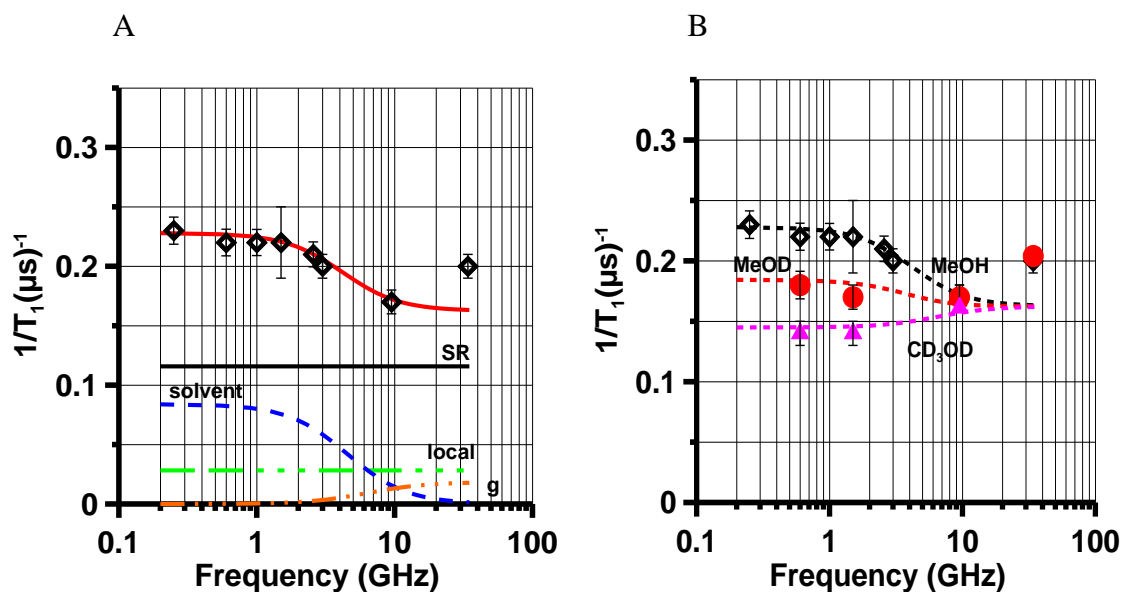 A
B
0.3
0.2
0.1
0
1/T₁(µs)⁻¹
SR
solvent
local
g
0.1
1
10
100
Frequency (GHz)
0.3
0.2
0.1
0
1/T₁(µs)⁻¹
MeOD
MeOH
CD₃OD
0.1
1
10
100
Frequency (GHz)